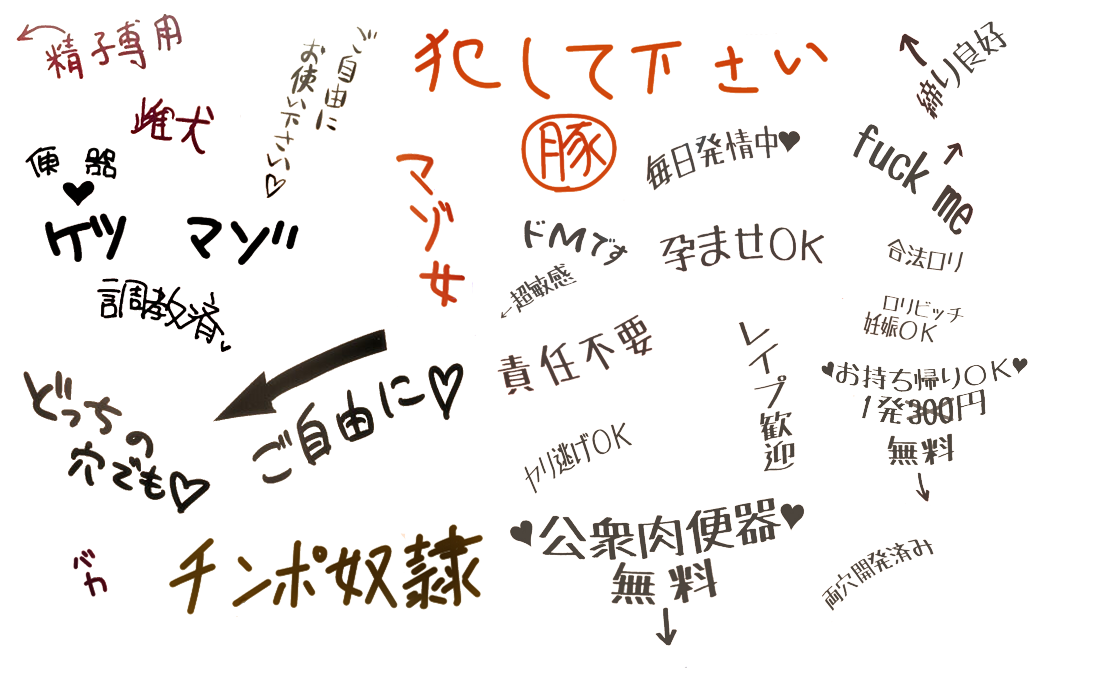 精子専用
雌犬
便器
♥
ケツ マゾ
調教済♡
ご自由に
お使い下さい♡
犯して下さい
豚
マゾ女
毎日発情中♥
締り良好
fuck me
ドMです
孕ませOK
合法ロリ
←超敏感
ロリビッチ
妊娠OK
責任不要
レイプ歓迎
♥お持ち帰りOK♥
1発300円
無料
どっちの
穴でも♡
ご自由に♡
ヤリ逃げOK
バカ
チンポ奴隷
♥公衆肉便器♥
無料
両穴開発済み